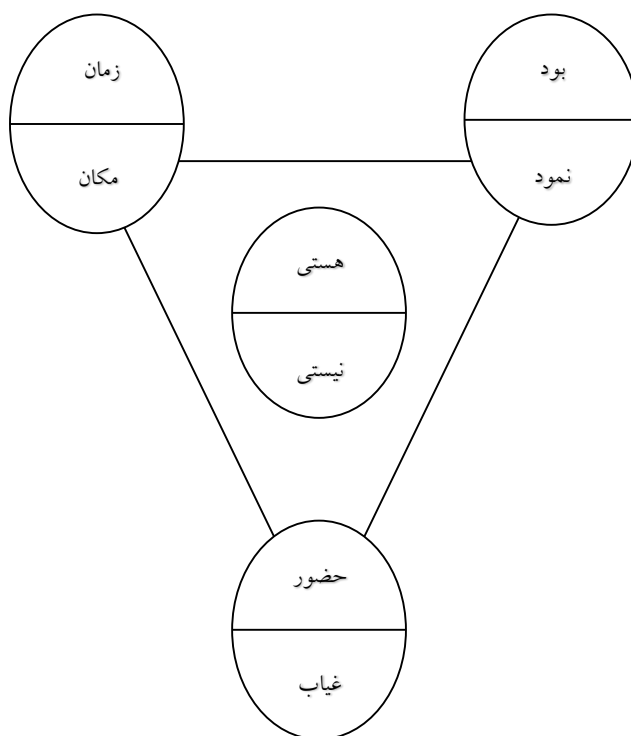 بود
زمان
نمود
مکان
هستی
نیستی
حضور
غیاب